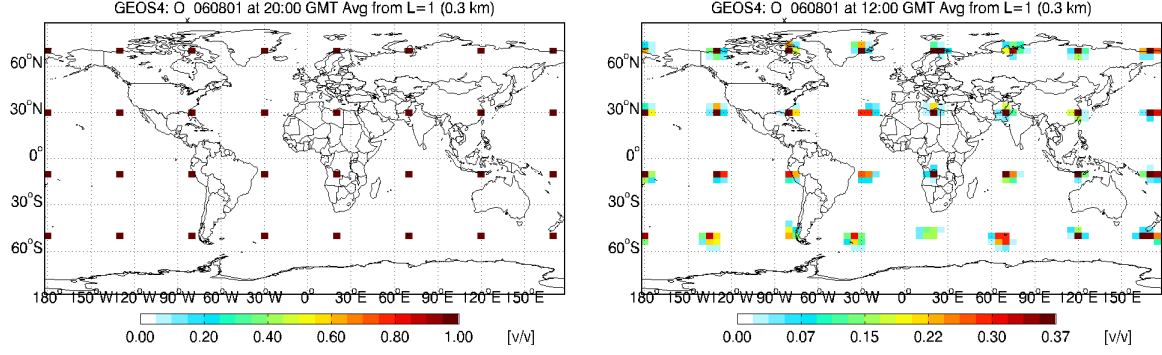 GEOS4: Oₓ 060801 at 20:00 GMT Avg from L=1 (0.3 km)
60°N
30°N
0°
30°S
60°S
180°W 150°W 120°W 90°W 60°W 30°W 0° 30°E 60°E 90°E 120°E 150°E
0.00 0.20 0.40 0.60 0.80 1.00 [v/v]
GEOS4: Oₓ 060801 at 12:00 GMT Avg from L=1 (0.3 km)
60°N
30°N
0°
30°S
60°S
180°W 150°W 120°W 90°W 60°W 30°W 0° 30°E 60°E 90°E 120°E 150°E
0.00 0.07 0.15 0.22 0.30 0.37 [v/v]